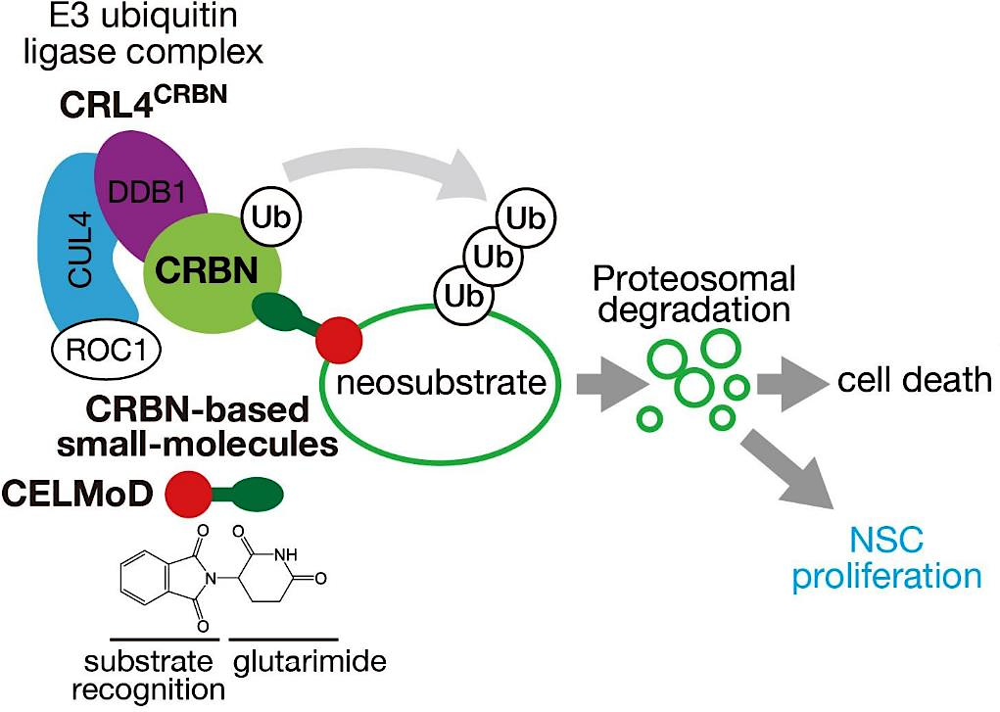 E3 ubiquitin
ligase complex
CRL4CRBN
DDB1
CUL4
CRBN
Ub
ROC1
Ub
Ub
Ub
neosubstrate
Proteosomal
degradation
cell death
NSC
proliferation
CRBN-based
small-molecules
CELMoD
O
O
NH
N
O
O
substrate
recognition
glutarimide